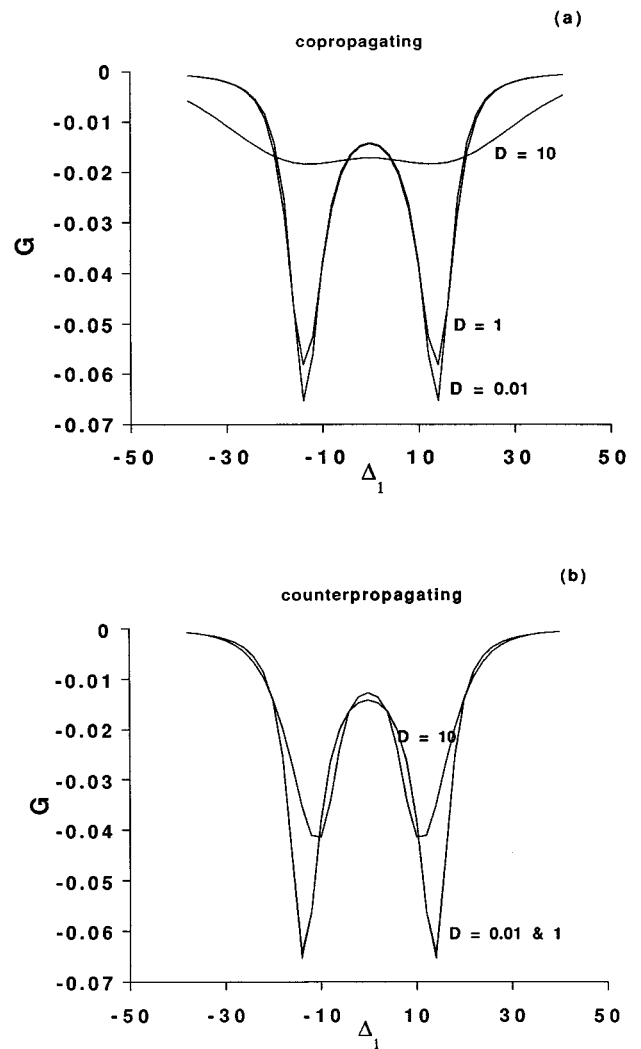 (a)
copropagating
0
-0.01
-0.02
-0.03
-0.04
-0.05
-0.06
-0.07
G
D = 10
D = 1
D = 0.01
-50 -30 -10 10 30 50
Δ1
(b)
counterpropagating
0
-0.01
-0.02
-0.03
-0.04
-0.05
-0.06
-0.07
G
D = 10
D = 0.01 & 1
-50 -30 -10 10 30 50
Δ1